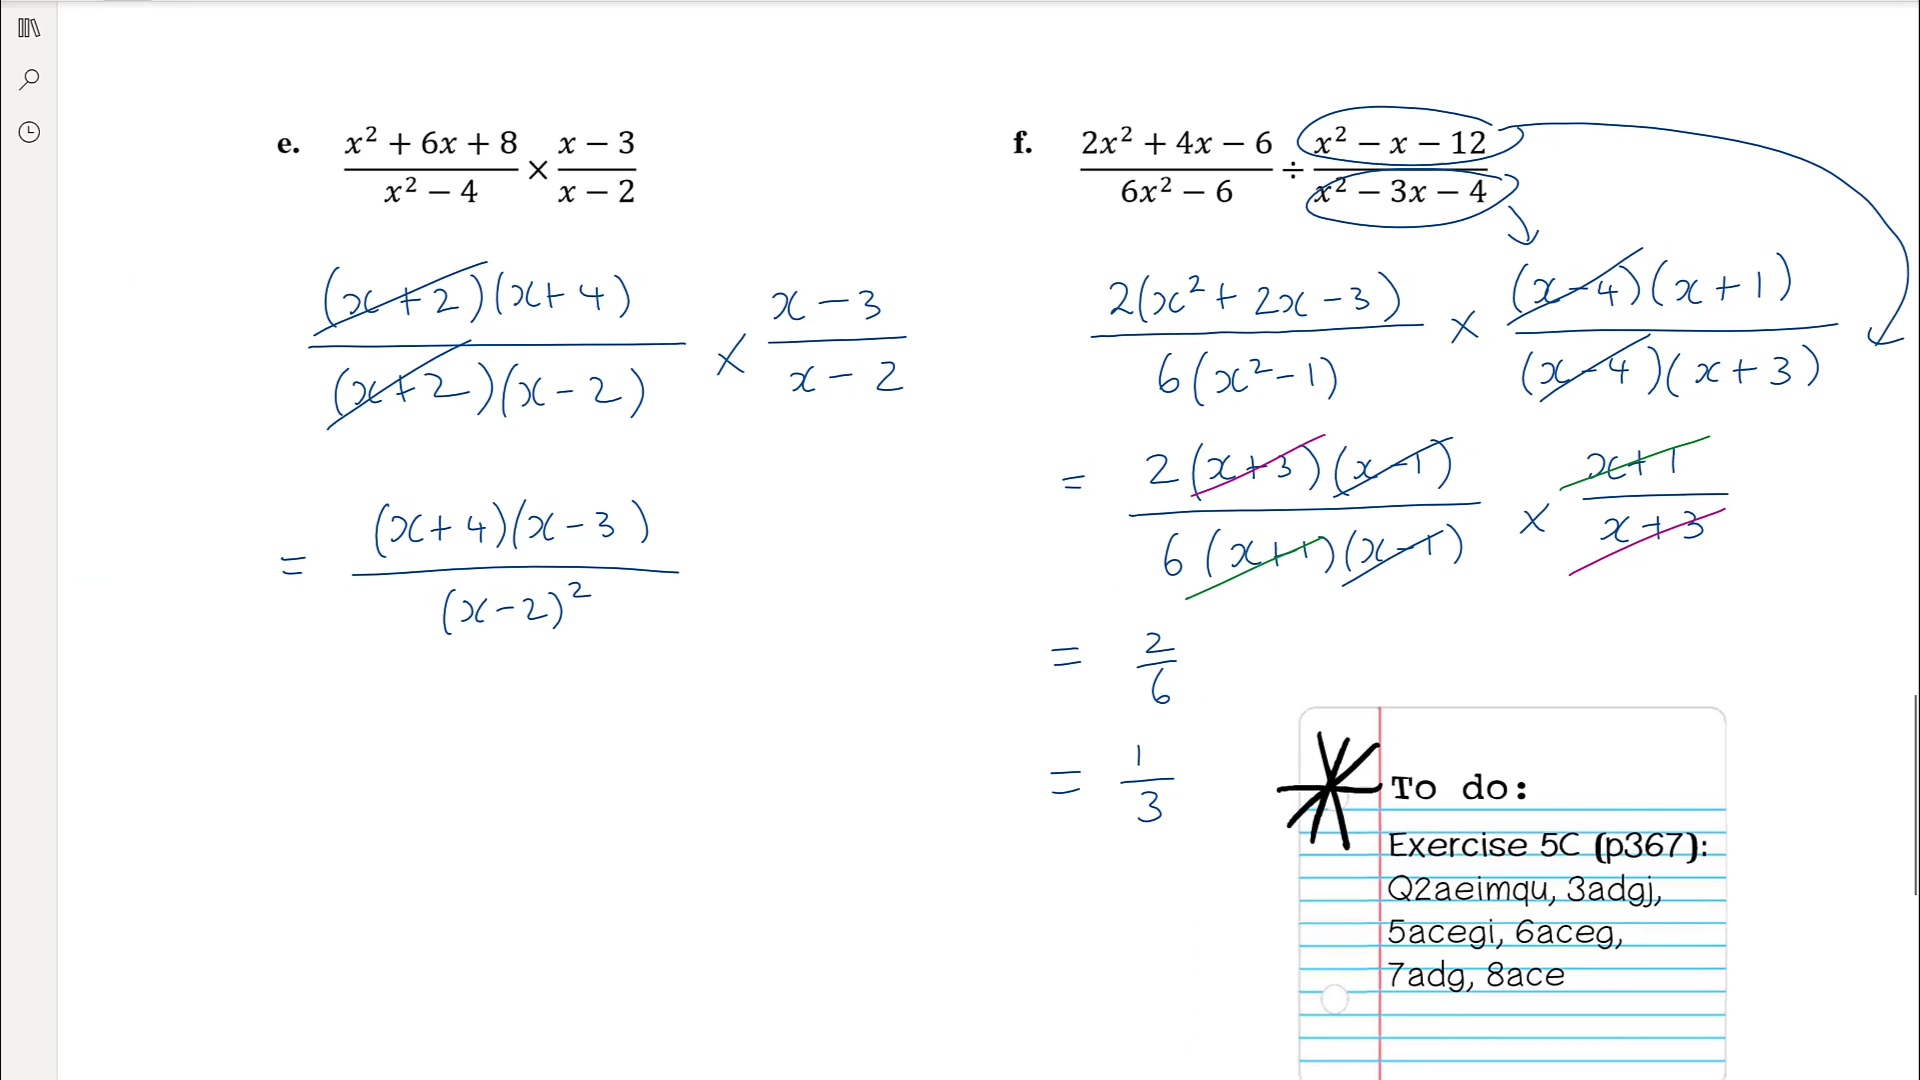 e. x² + 6x + 8 / x² − 4 × x − 3 / x − 2
(x+2)(x+4) / (x+2)(x−2) × x−3 / x−2
= (x+4)(x−3) / (x−2)²
f. 2x² + 4x − 6 / 6x² − 6 ÷ x² − x − 12 / x² − 3x − 4
2(x²+2x−3) / 6(x²−1) × (x−4)(x+1) / (x−4)(x+3)
= 2(x+3)(x−1) / 6(x+1)(x−1) × x+1 / x+3
= 2 / 6
= 1 / 3
To do:
Exercise 5C (p367):
Q2aeimqu, 3adgj,
5acegi, 6aceg,
7adg, 8ace